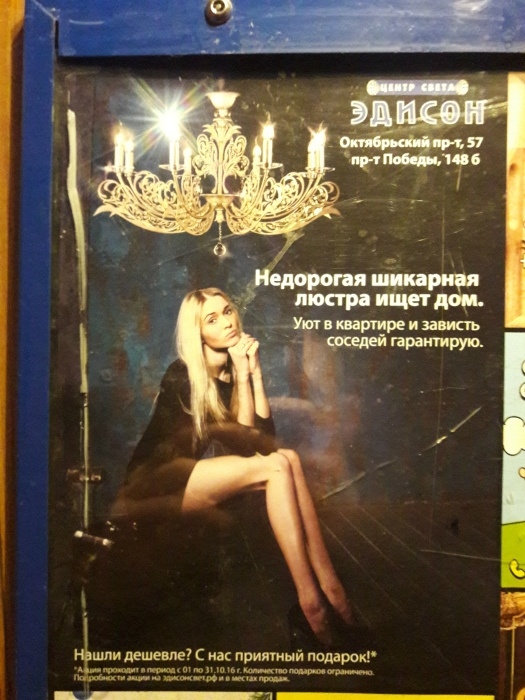 ЦЕНТР СВЕТА
ЭДИСОН
Октябрьский пр-т, 57
пр-т Победы, 148 б
Недорогая шикарная
люстра ищет дом.
Уют в квартире и зависть
соседей гарантирую.
Нашли дешевле? С нас приятный подарок!*
*Акция проходит в период с 01 по 31.10.16 г. Количество подарков ограничено.
Подробности акции на эдисонсвет.рф и в местах продаж.